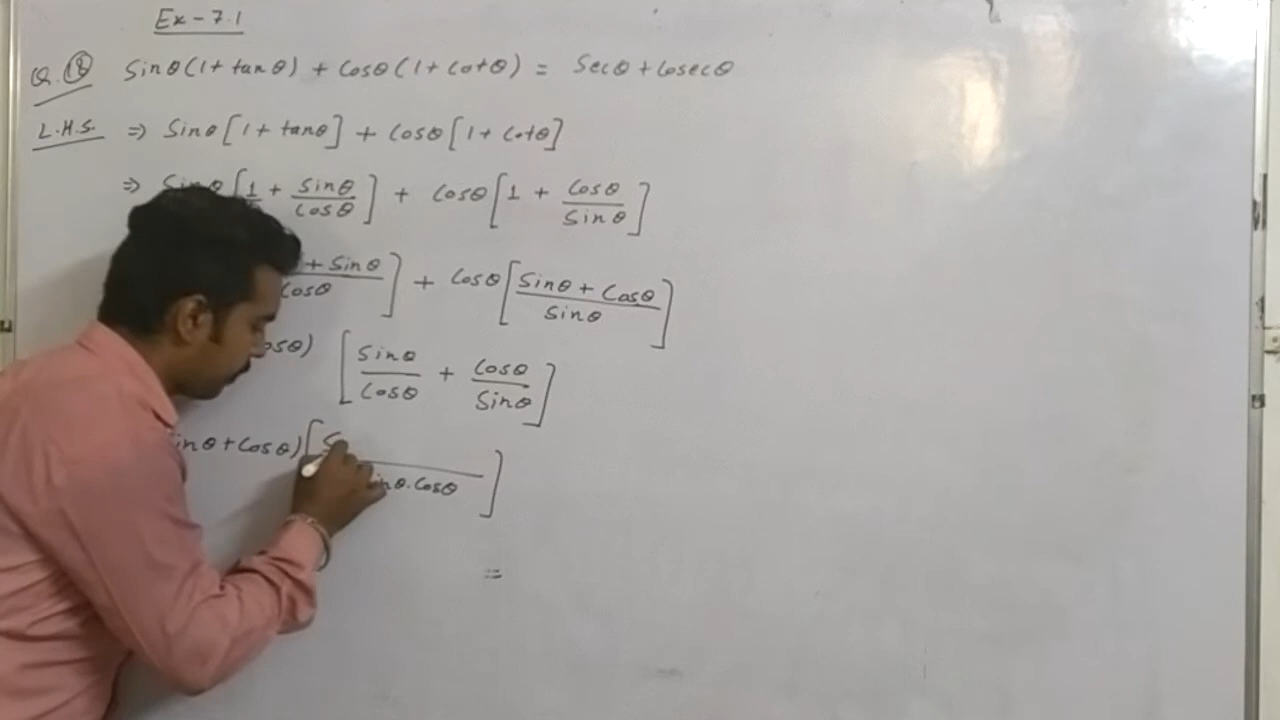 Ex-7.1
Q. 18 Sinθ(1+tanθ) + Cosθ(1+Cotθ) = Secθ+Cosecθ
L.H.S. ⇒ Sinθ[1+tanθ] + Cosθ[1+Cotθ]
⇒ Sinθ[1 + Sinθ/Cosθ] + Cosθ[1 + Cosθ/Sinθ]
+ Sinθ/Cosθ] + Cosθ[Sinθ+Cosθ/Sinθ]
osθ) [Sinθ/Cosθ + Cosθ/Sinθ]
inθ+Cosθ)[S/inθ.Cosθ]
=